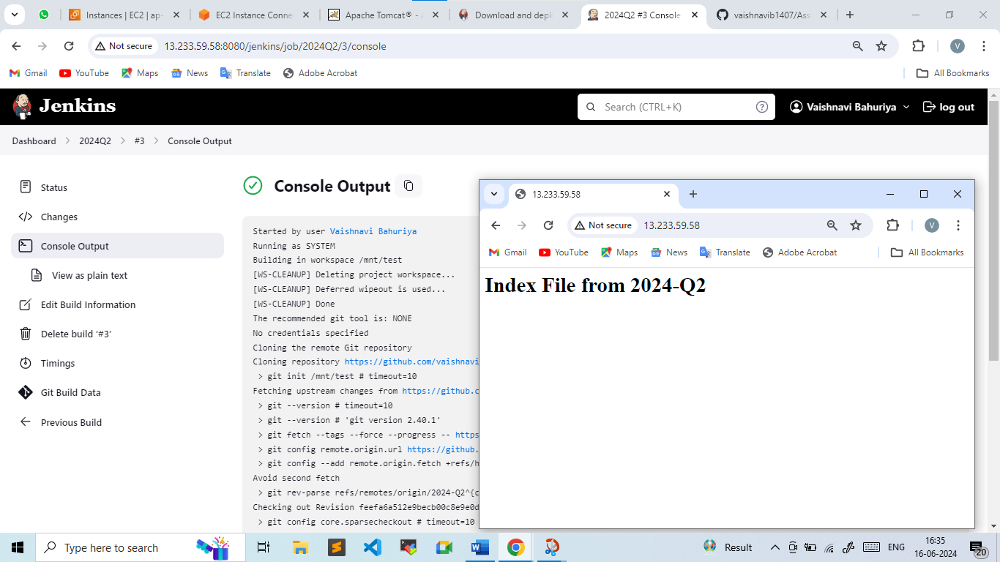 Instances | EC2 | ap-
EC2 Instance Conne
Apache Tomcat® - A
Download and depl
2024Q2 #3 Console
vaishnavib1407/Ass
Not secure
13.233.59.58:8080/jenkins/job/2024Q2/3/console
V
Gmail
YouTube
Maps
News
Translate
Adobe Acrobat
All Bookmarks
Jenkins
Search (CTRL+K)
?
Vaishnavi Bahuriya
log out
Dashboard
2024Q2
#3
Console Output
Status
Changes
Console Output
View as plain text
Edit Build Information
Delete build ‘#3’
Timings
Git Build Data
Previous Build
Console Output
Started by user Vaishnavi Bahuriya
Running as SYSTEM
Building in workspace /mnt/test
[WS-CLEANUP] Deleting project workspace...
[WS-CLEANUP] Deferred wipeout is used...
[WS-CLEANUP] Done
The recommended git tool is: NONE
No credentials specified
Cloning the remote Git repository
Cloning repository https://github.com/vaishnavi
> git init /mnt/test # timeout=10
Fetching upstream changes from https://github.c
> git --version # timeout=10
> git --version # 'git version 2.40.1'
> git fetch --tags --force --progress -- https
> git config remote.origin.url https://github.
> git config --add remote.origin.fetch +refs/h
Avoid second fetch
> git rev-parse refs/remotes/origin/2024-Q2^{c
Checking out Revision feefa6a512e9becb00c8e9e0d
> git config core.sparsecheckout # timeout=10
13.233.59.58
Not secure
13.233.59.58
V
Gmail
YouTube
Maps
News
Translate
Adobe Acrobat
All Bookmarks
Index File from 2024-Q2
Type here to search
Result
ENG
16:35
16-06-2024
20